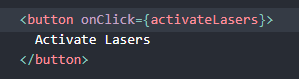 <button onClick={activateLasers}>
  Activate Lasers
</button>